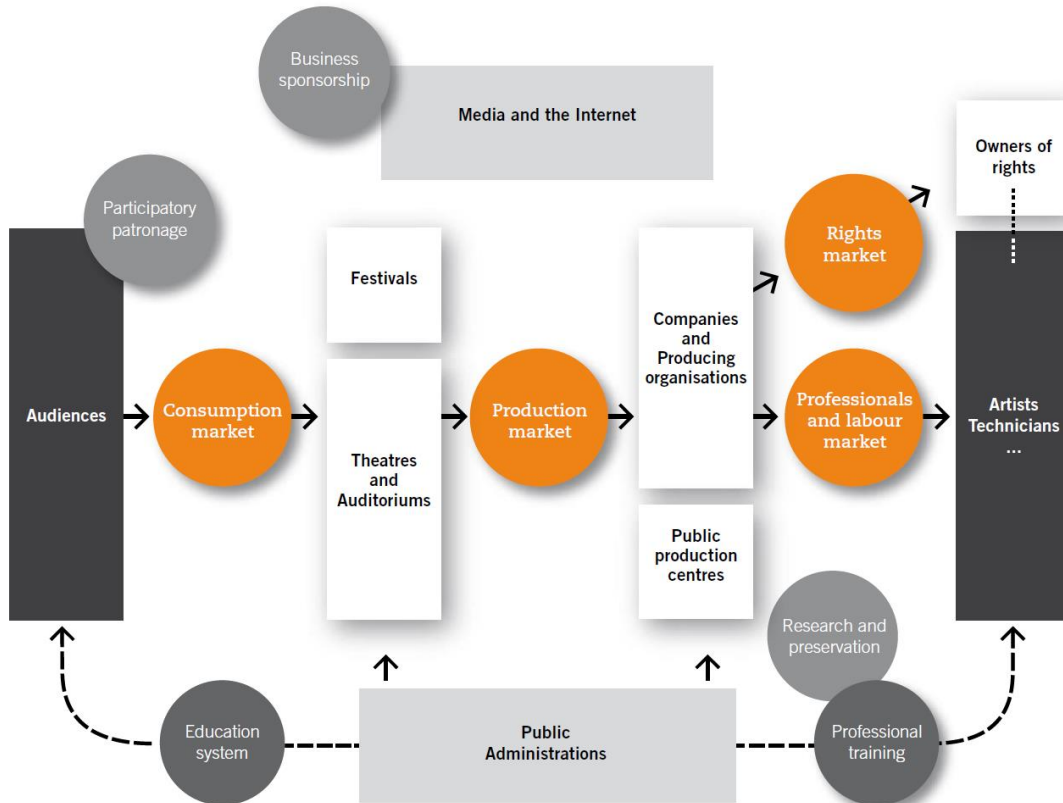 Business
sponsorship
Media and the Internet
Owners of
rights
Participatory
patronage
Rights
market
Festivals
Companies
and
Producing
organisations
Audiences
Consumption
market
Production
market
Professionals
and labour
market
Artists
Technicians
...
Theatres
and
Auditoriums
Public
production
centres
Research and
preservation
Education
system
Public
Administrations
Professional
training